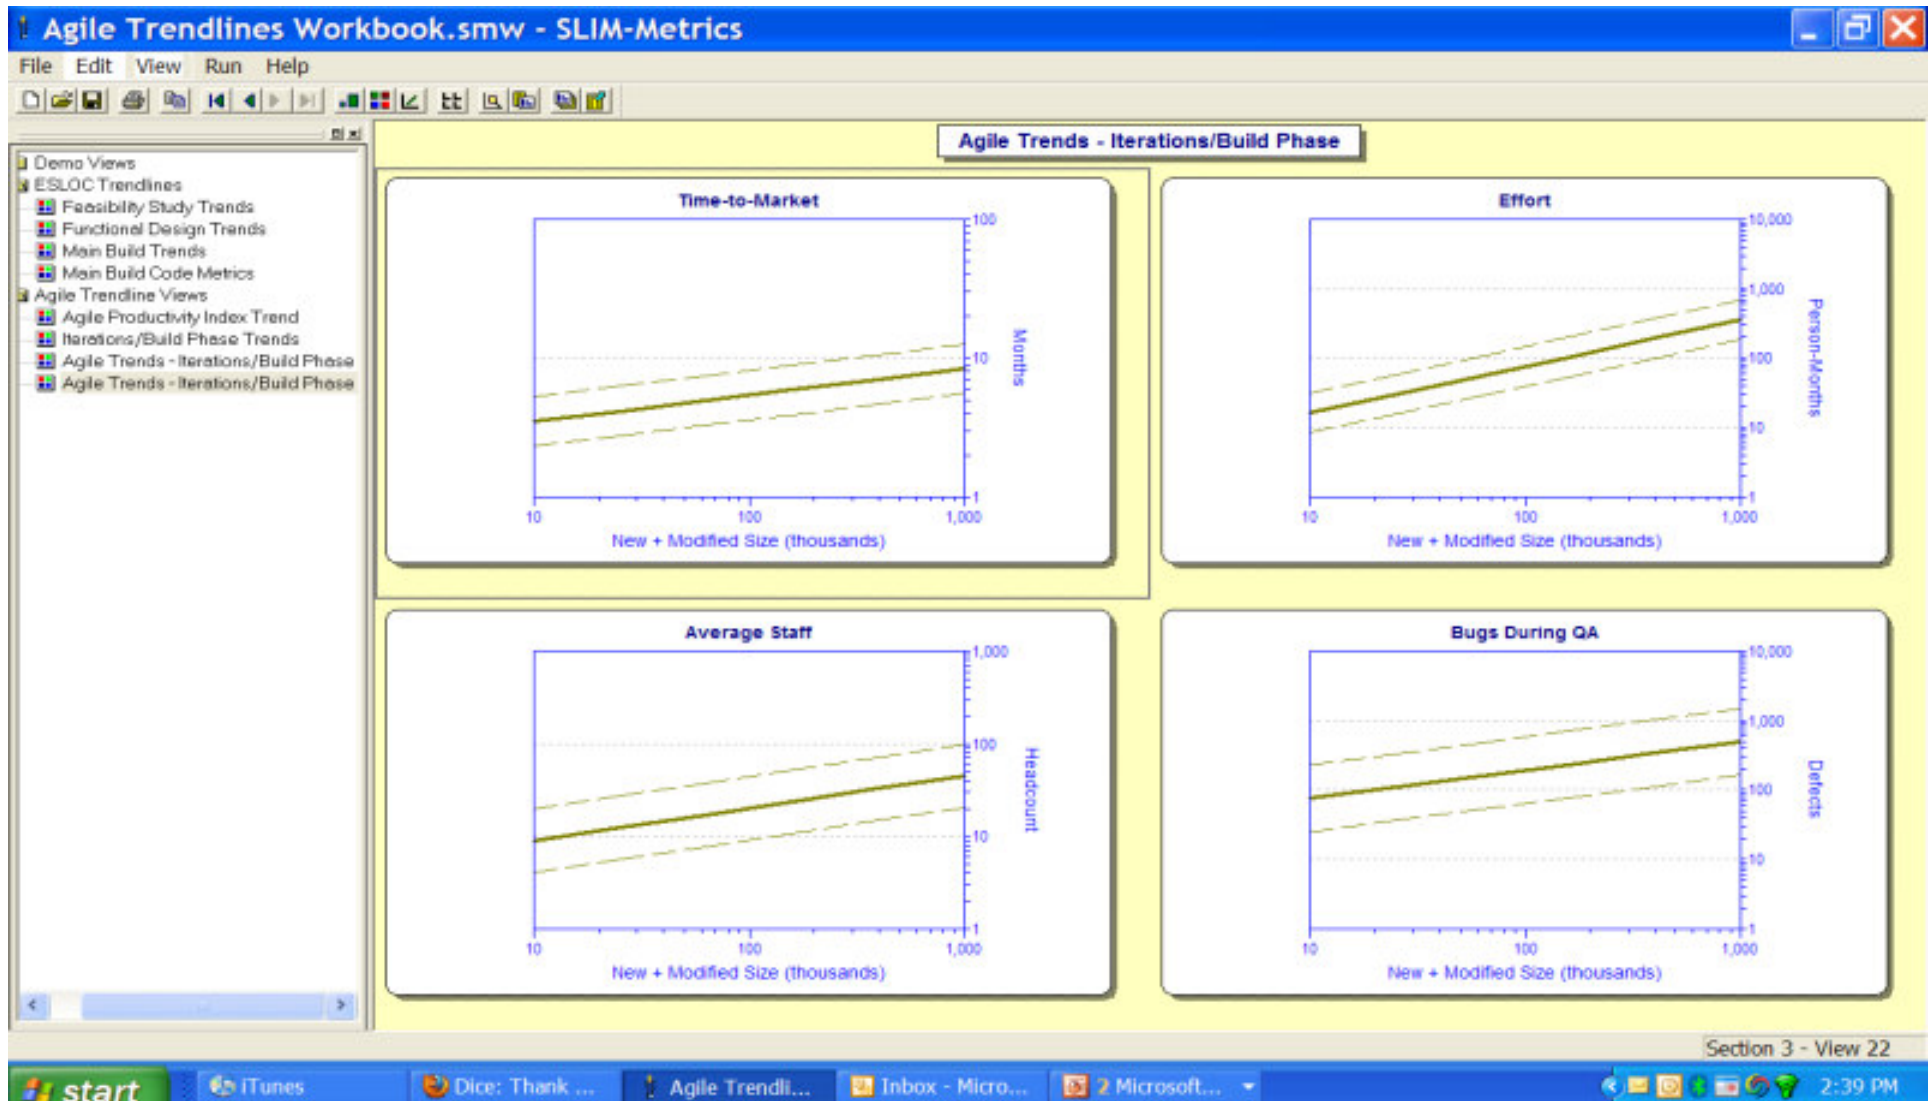 Agile Trendlines Workbook.smw - SLIM-Metrics
File Edit View Run Help
Demo Views
ESLOC Trendlines
Feasibility Study Trends
Functional Design Trends
Main Build Trends
Main Build Code Metrics
Agile Trendline Views
Agile Productivity Index Trend
Iterations/Build Phase Trends
Agile Trends - Iterations/Build Phase
Agile Trends - Iterations/Build Phase
Agile Trends - Iterations/Build Phase
Time-to-Market
100
10
1
Months
10 100 1,000
New + Modified Size (thousands)
Effort
10,000
1,000
100
10
1
Person-Months
10 100 1,000
New + Modified Size (thousands)
Average Staff
1,000
100
10
1
Headcount
10 100 1,000
New + Modified Size (thousands)
Bugs During QA
10,000
1,000
100
10
1
Defects
10 100 1,000
New + Modified Size (thousands)
Section 3 - View 22
start iTunes Dice: Thank ... Agile Trendli... Inbox - Micro... 2 Microsoft... 2:39 PM